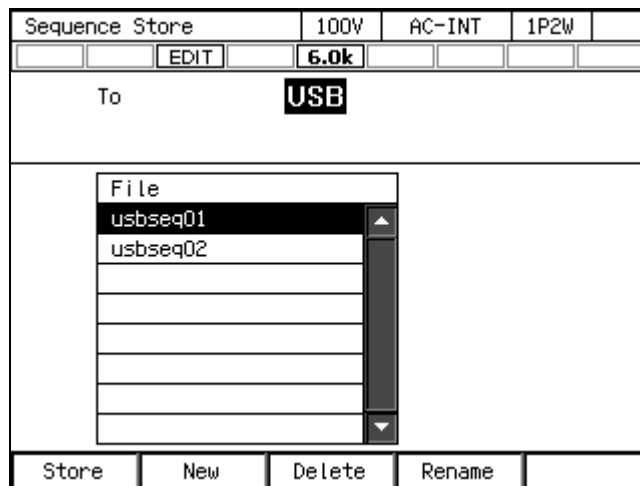 Sequence Store 100V AC-INT 1P2W
EDIT 6.0k
To USB
File
usbseq01
usbseq02
Store New Delete Rename